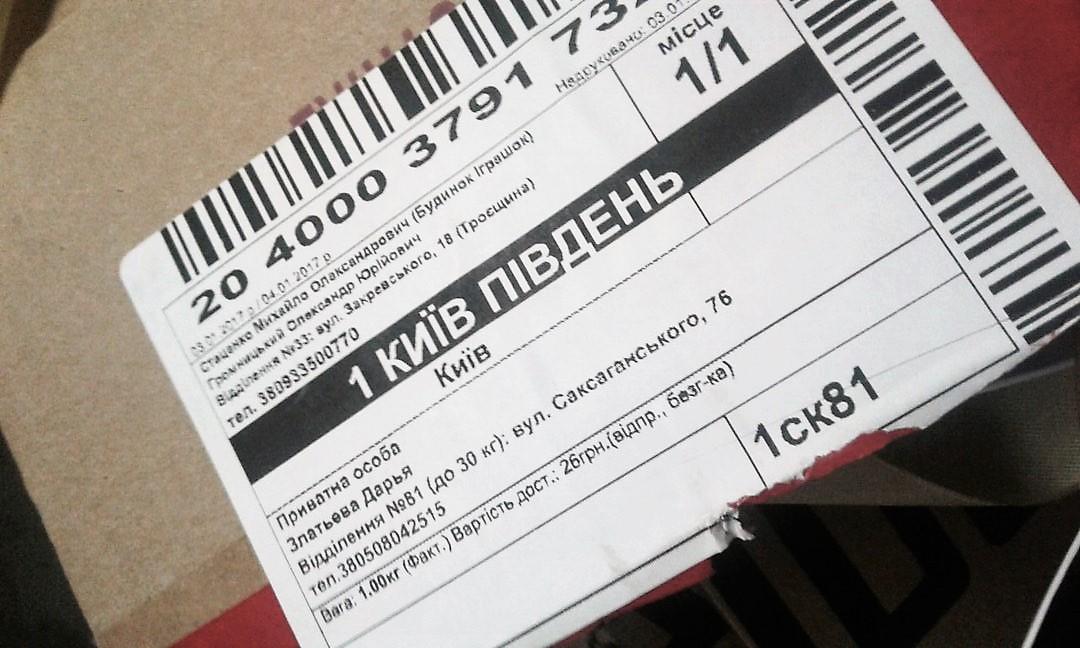 20 4000 3791 73
Надруковано: 03.01.
місце
1/1
03.01.2017 р / 04.01.2017 р
Стаценко Михайло Олександрович (Будинок Іграшок)
Громницький Олександр Юрійович
Відділення №33: вул. Закревського, 18 (Троєщина)
тел. 380933500770
1 КИЇВ ПІВДЕНЬ
Київ
Приватна особа
Златьева Дарья
Відділення №81 (до 30 кг): вул. Саксаганського, 76
тел.380508042515
Вага: 1.00кг (Факт.) Вартість дост.: 26грн.(відпр., безг-ка)
1ск81